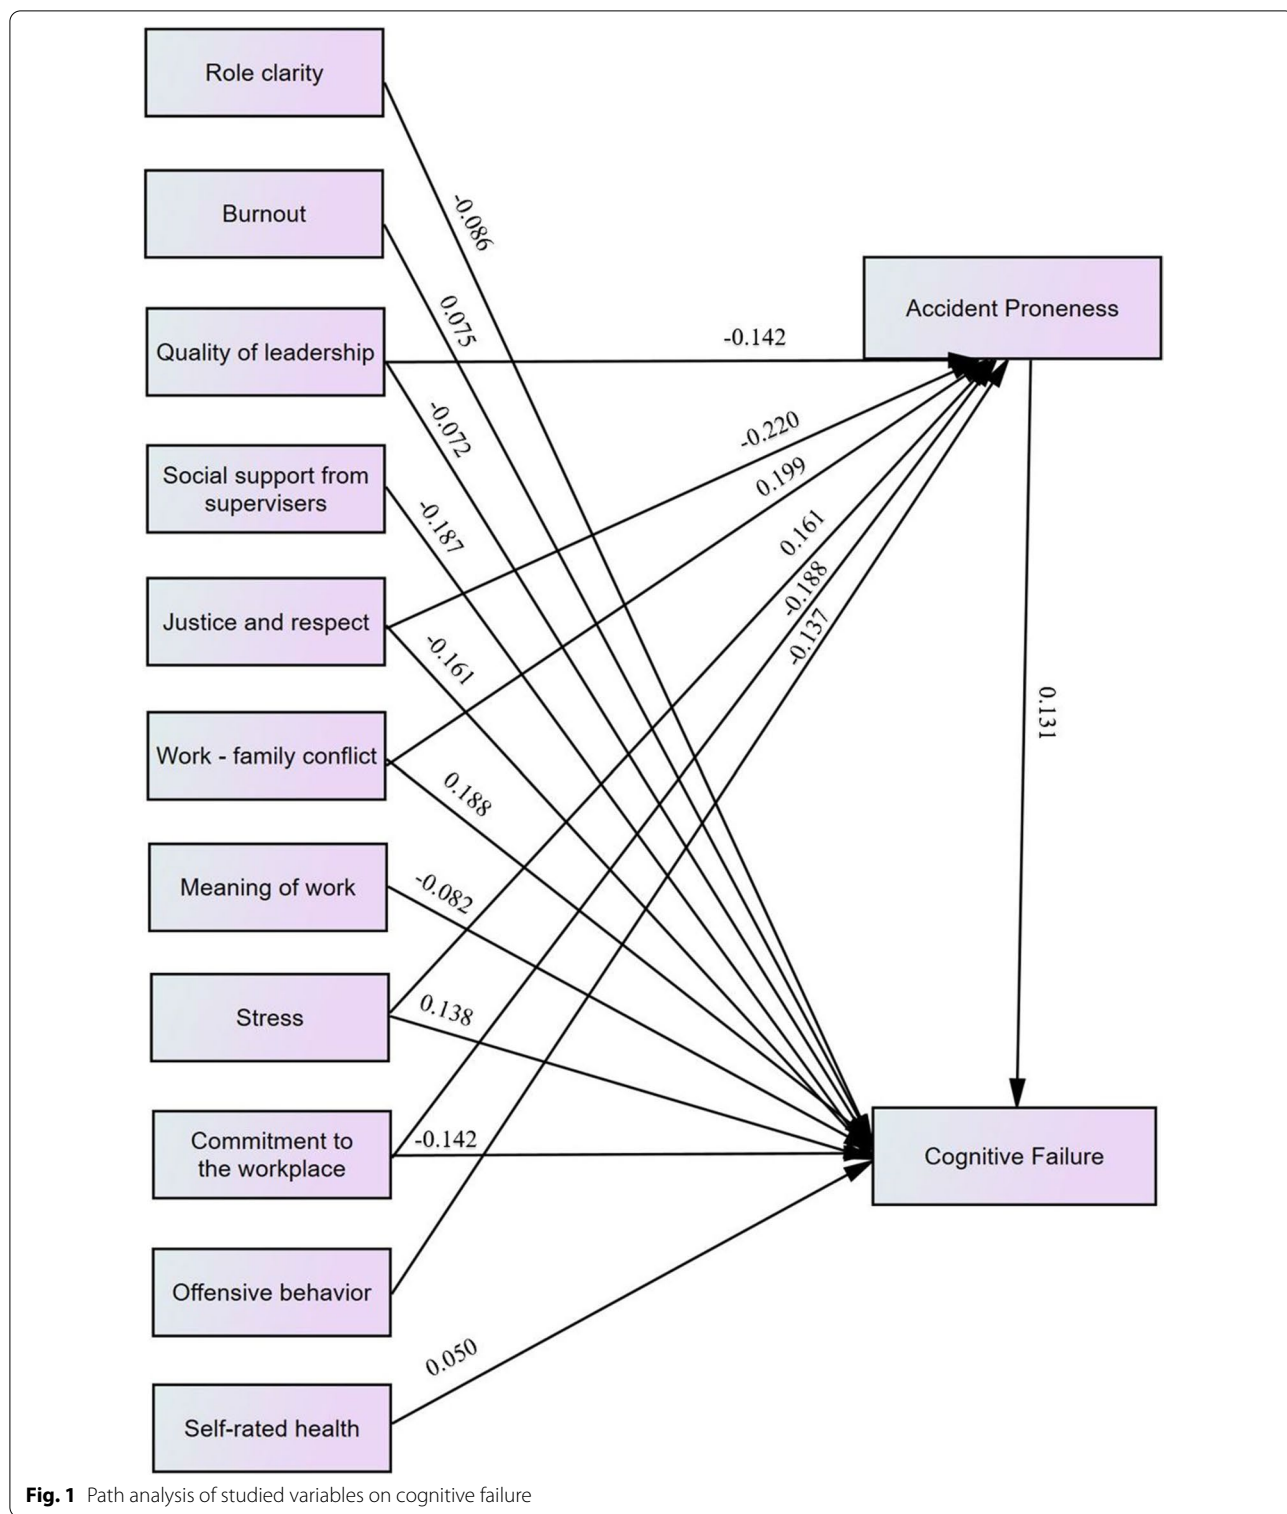 Role clarity
-0.086
Burnout
0.075
Accident Proneness
Quality of leadership
-0.142
-0.072
Social support from
supervisers
-0.187
-0.220
0.199
0.161
-0.188
-0.137
Justice and respect
-0.161
0.131
Work - family conflict
0.188
Meaning of work
-0.082
Stress
0.138
Commitment to
the workplace
-0.142
Cognitive Failure
Offensive behavior
0.050
Self-rated health
Fig. 1 Path analysis of studied variables on cognitive failure